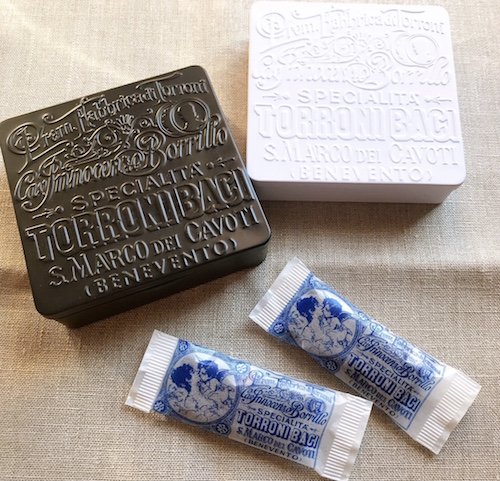 Prem. Fabbrica di Torroni
Cav. Innocenzo Borrillo
SPECIALITÀ
TORRONI BACI
S. MARCO DEI CAVOTI
(BENEVENTO)
Prem. Fabbrica di Torroni
Cav. Innocenzo Borrillo
SPECIALITÀ
TORRONI BACI
S. MARCO DEI CAVOTI
(BENEVENTO)
Cav. Innocenzo Borrillo
SPECIALITÀ
TORRONI BACI
S. MARCO DEI CAVOTI
(BENEVENTO)
Cav. Innocenzo Borrillo
SPECIALITÀ
TORRONI BACI
S. MARCO DEI CAVOTI
(BENEVENTO)